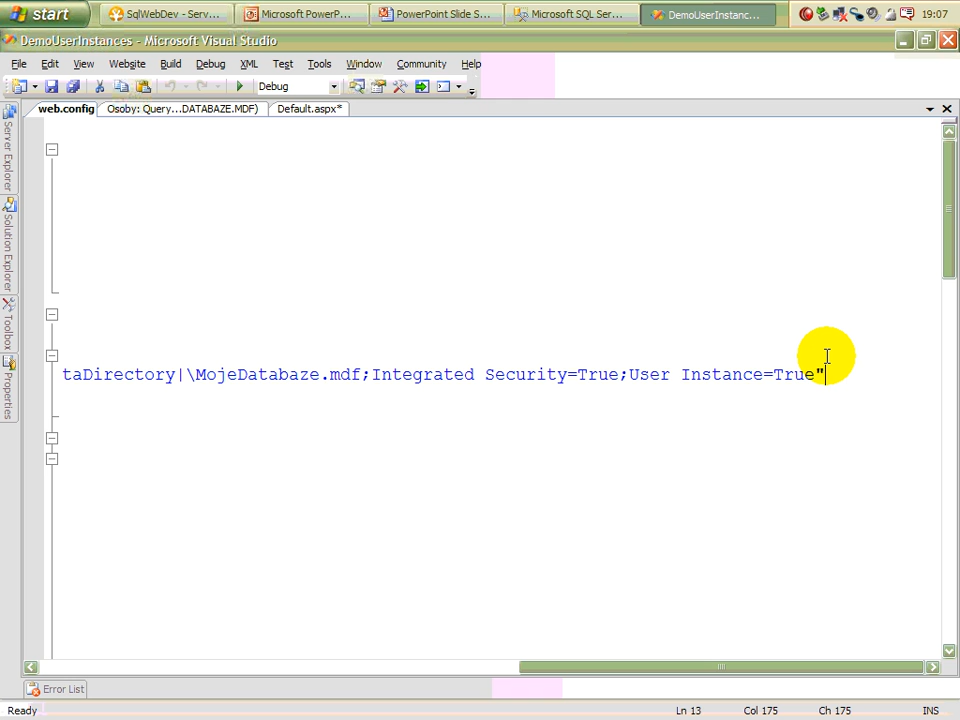 start
SqlWebDev - Serv...
Microsoft PowerP...
PowerPoint Slide S...
Microsoft SQL Ser...
DemoUserInstanc...
19:07
DemoUserInstances - Microsoft Visual Studio
File Edit View Website Build Debug XML Test Tools Window Community Help
Debug
web.config Osoby: Query...DATABAZE.MDF) Default.aspx*
Server Explorer
Solution Explorer
Toolbox
Properties
taDirectory|\MojeDatabaze.mdf;Integrated Security=True;User Instance=True"
Error List
Ready Ln 13 Col 175 Ch 175 INS